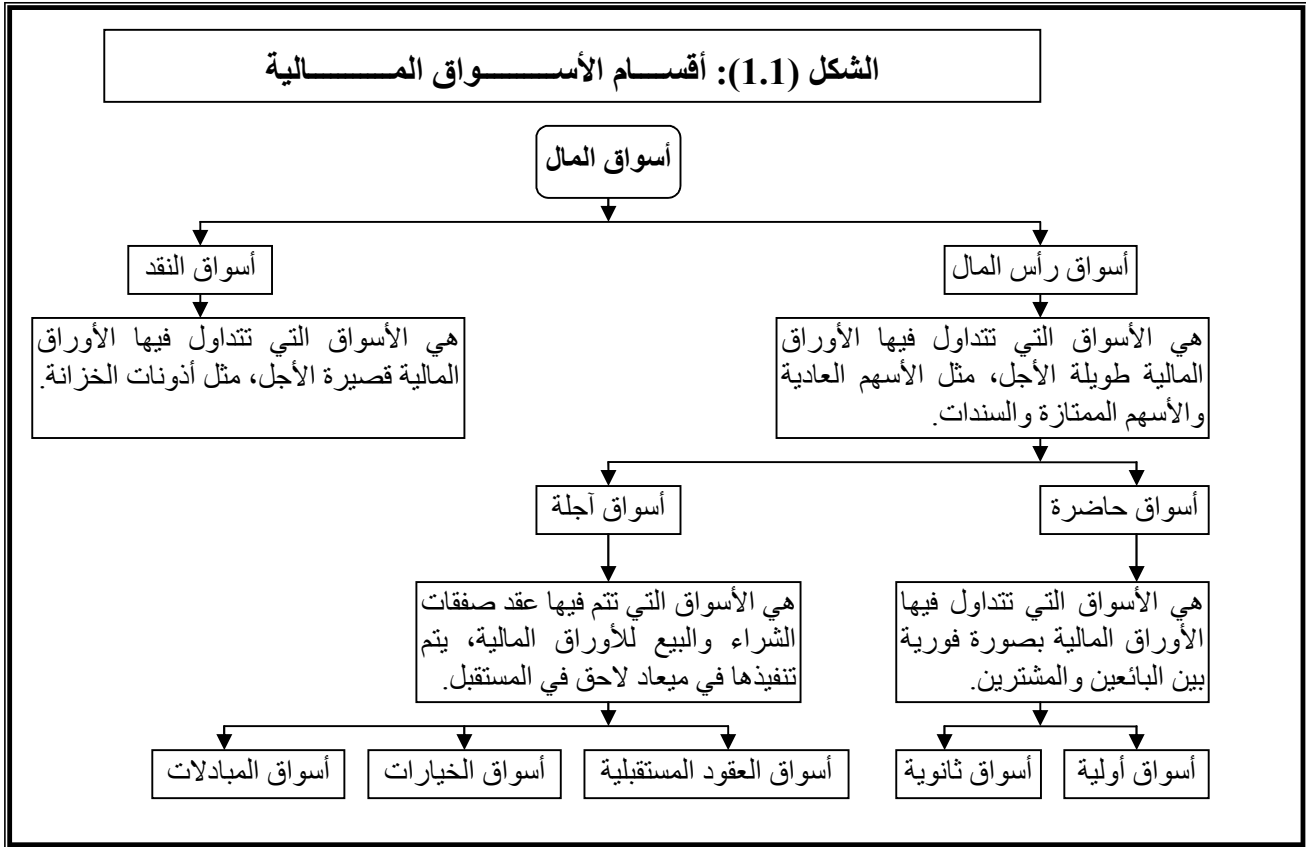 الشكل (1.1): أقســـام الأســـــــواق المـــــــــالية
أسواق المال
أسواق رأس المال
أسواق النقد
هي الأسواق التي تتداول فيها الأوراق
المالية طويلة الأجل، مثل الأسهم العادية
والأسهم الممتازة والسندات.
هي الأسواق التي تتداول فيها الأوراق
المالية قصيرة الأجل، مثل أذونات الخزانة.
أسواق حاضرة
أسواق آجلة
هي الأسواق التي تتداول فيها
الأوراق المالية بصورة فورية
بين البائعين والمشترين.
هي الأسواق التي تتم فيها عقد صفقات
الشراء والبيع للأوراق المالية، يتم
تنفيذها في ميعاد لاحق في المستقبل.
أسواق أولية
أسواق ثانوية
أسواق العقود المستقبلية
أسواق الخيارات
أسواق المبادلات